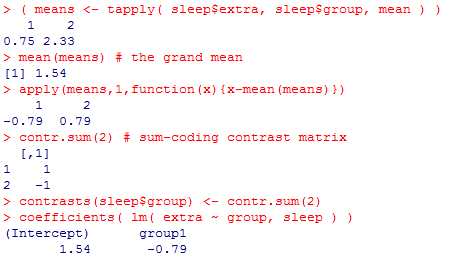 > ( means <- tapply( sleep$extra, sleep$group, mean ) )
   1    2
0.75 2.33
> mean(means) # the grand mean
[1] 1.54
> apply(means,1,function(x){x-mean(means)})
    1     2
-0.79  0.79
> contr.sum(2) # sum-coding contrast matrix
  [,1]
1    1
2   -1
> contrasts(sleep$group) <- contr.sum(2)
> coefficients( lm( extra ~ group, sleep ) )
(Intercept)      group1
       1.54       -0.79